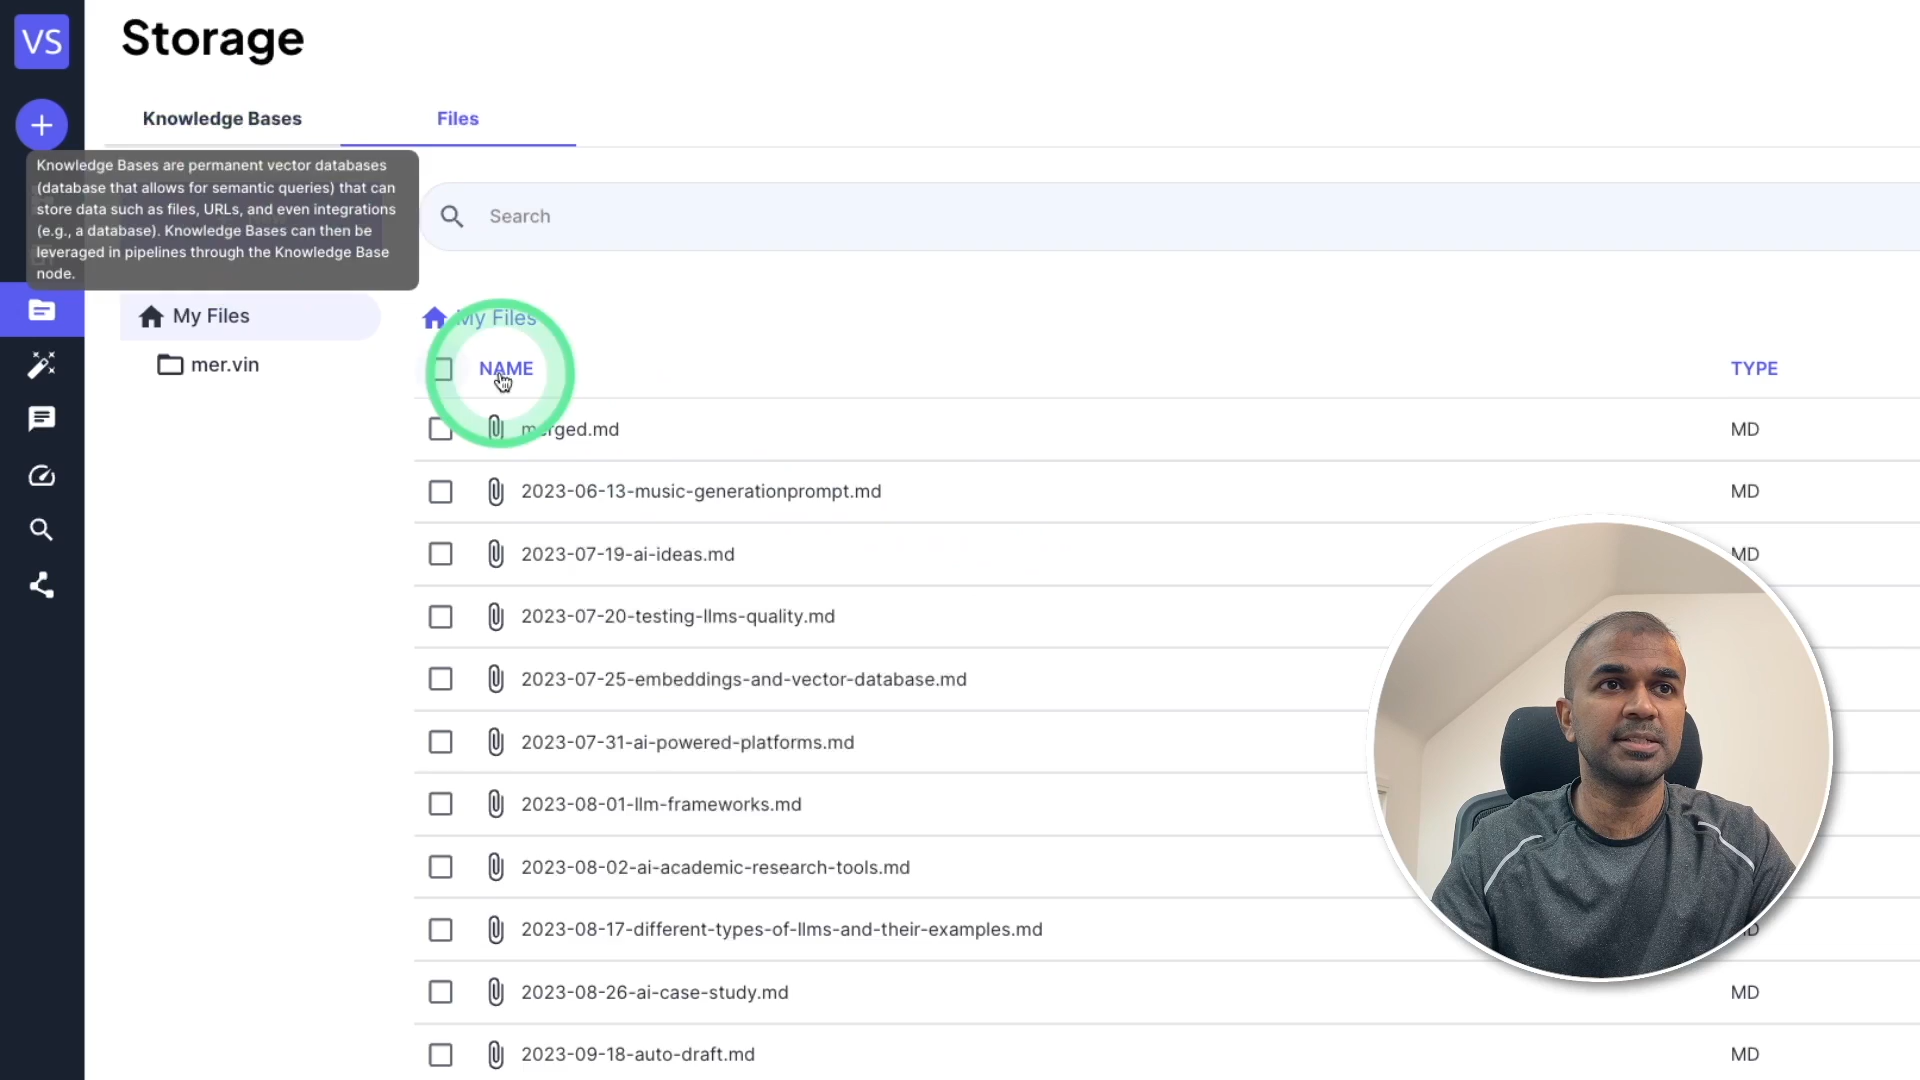 VS
Storage
Knowledge Bases
Files
Knowledge Bases are permanent vector databases
(database that allows for semantic queries) that can
store data such as files, URLs, and even integrations
(e.g., a database). Knowledge Bases can then be
leveraged in pipelines through the Knowledge Base
node.
Search
My Files
mer.vin
My Files
NAME
TYPE
merged.md
MD
2023-06-13-music-generationprompt.md
MD
2023-07-19-ai-ideas.md
MD
2023-07-20-testing-llms-quality.md
2023-07-25-embeddings-and-vector-database.md
2023-07-31-ai-powered-platforms.md
2023-08-01-llm-frameworks.md
2023-08-02-ai-academic-research-tools.md
2023-08-17-different-types-of-llms-and-their-examples.md
2023-08-26-ai-case-study.md
MD
2023-09-18-auto-draft.md
MD